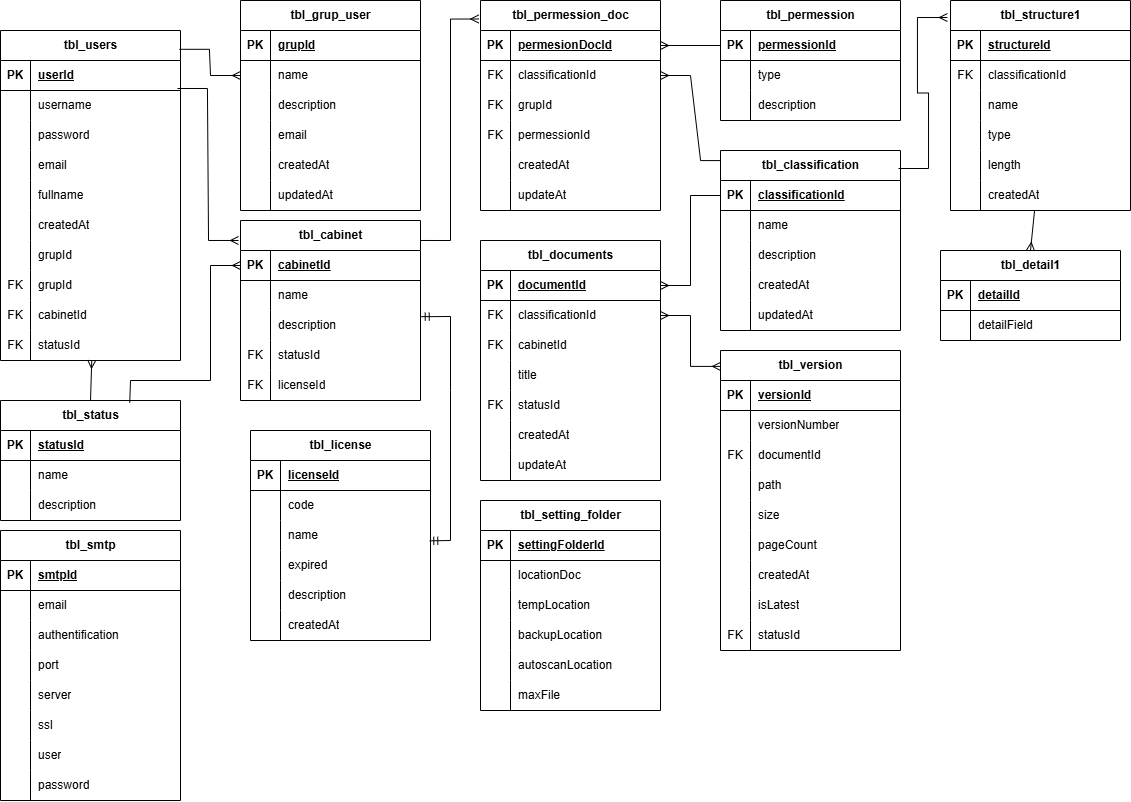 tbl_users
PK userId
username
password
email
fullname
createdAt
grupId
FK grupId
FK cabinetId
FK statusId
tbl_status
PK statusId
name
description
tbl_smtp
PK smtpId
email
authentification
port
server
ssl
user
password
tbl_grup_user
PK grupId
name
description
email
createdAt
updatedAt
tbl_cabinet
PK cabinetId
name
description
FK statusId
FK licenseId
tbl_license
PK licenseId
code
name
expired
description
createdAt
tbl_permession_doc
PK permesionDocId
FK classificationId
FK grupId
FK permessionId
createdAt
updateAt
tbl_documents
PK documentId
FK classificationId
FK cabinetId
title
FK statusId
createdAt
updateAt
tbl_setting_folder
PK settingFolderId
locationDoc
tempLocation
backupLocation
autoscanLocation
maxFile
tbl_permession
PK permessionId
type
description
tbl_classification
PK classificationId
name
description
createdAt
updatedAt
tbl_version
PK versionId
versionNumber
FK documentId
path
size
pageCount
createdAt
isLatest
FK statusId
tbl_structure1
PK structureId
FK classificationId
name
type
length
createdAt
tbl_detail1
PK detailId
detailField